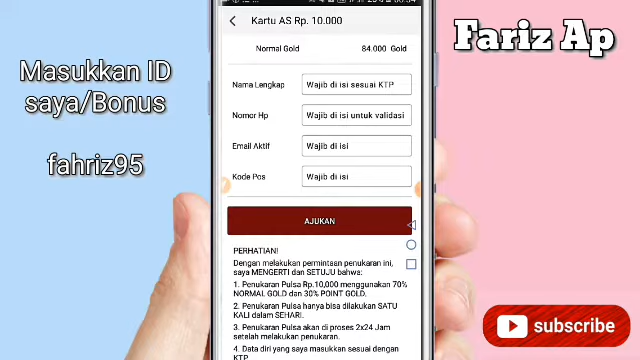 Kartu AS Rp. 10.000
Fariz Ap
Normal Gold 84.000 Gold
Masukkan ID
saya/Bonus
fahriz95
Nama Lengkap Wajib di isi sesuai KTP
Nomor Hp Wajib di isi untuk validasi
Email Aktif Wajib di isi
Kode Pos Wajib di isi
AJUKAN
PERHATIAN!
Dengan melakukan permintaan penukaran ini,
saya MENGERTI dan SETUJU bahwa:
1. Penukaran Pulsa Rp.10,000 menggunakan 70%
NORMAL GOLD dan 30% POINT GOLD.
2. Penukaran Pulsa hanya bisa dilakukan SATU
KALI dalam SEHARI.
3. Penukaran Pulsa akan di proses 2x24 Jam
setelah melakukan penukaran.
4. Data diri yang saya masukkan sesuai dengan
KTP
subscribe